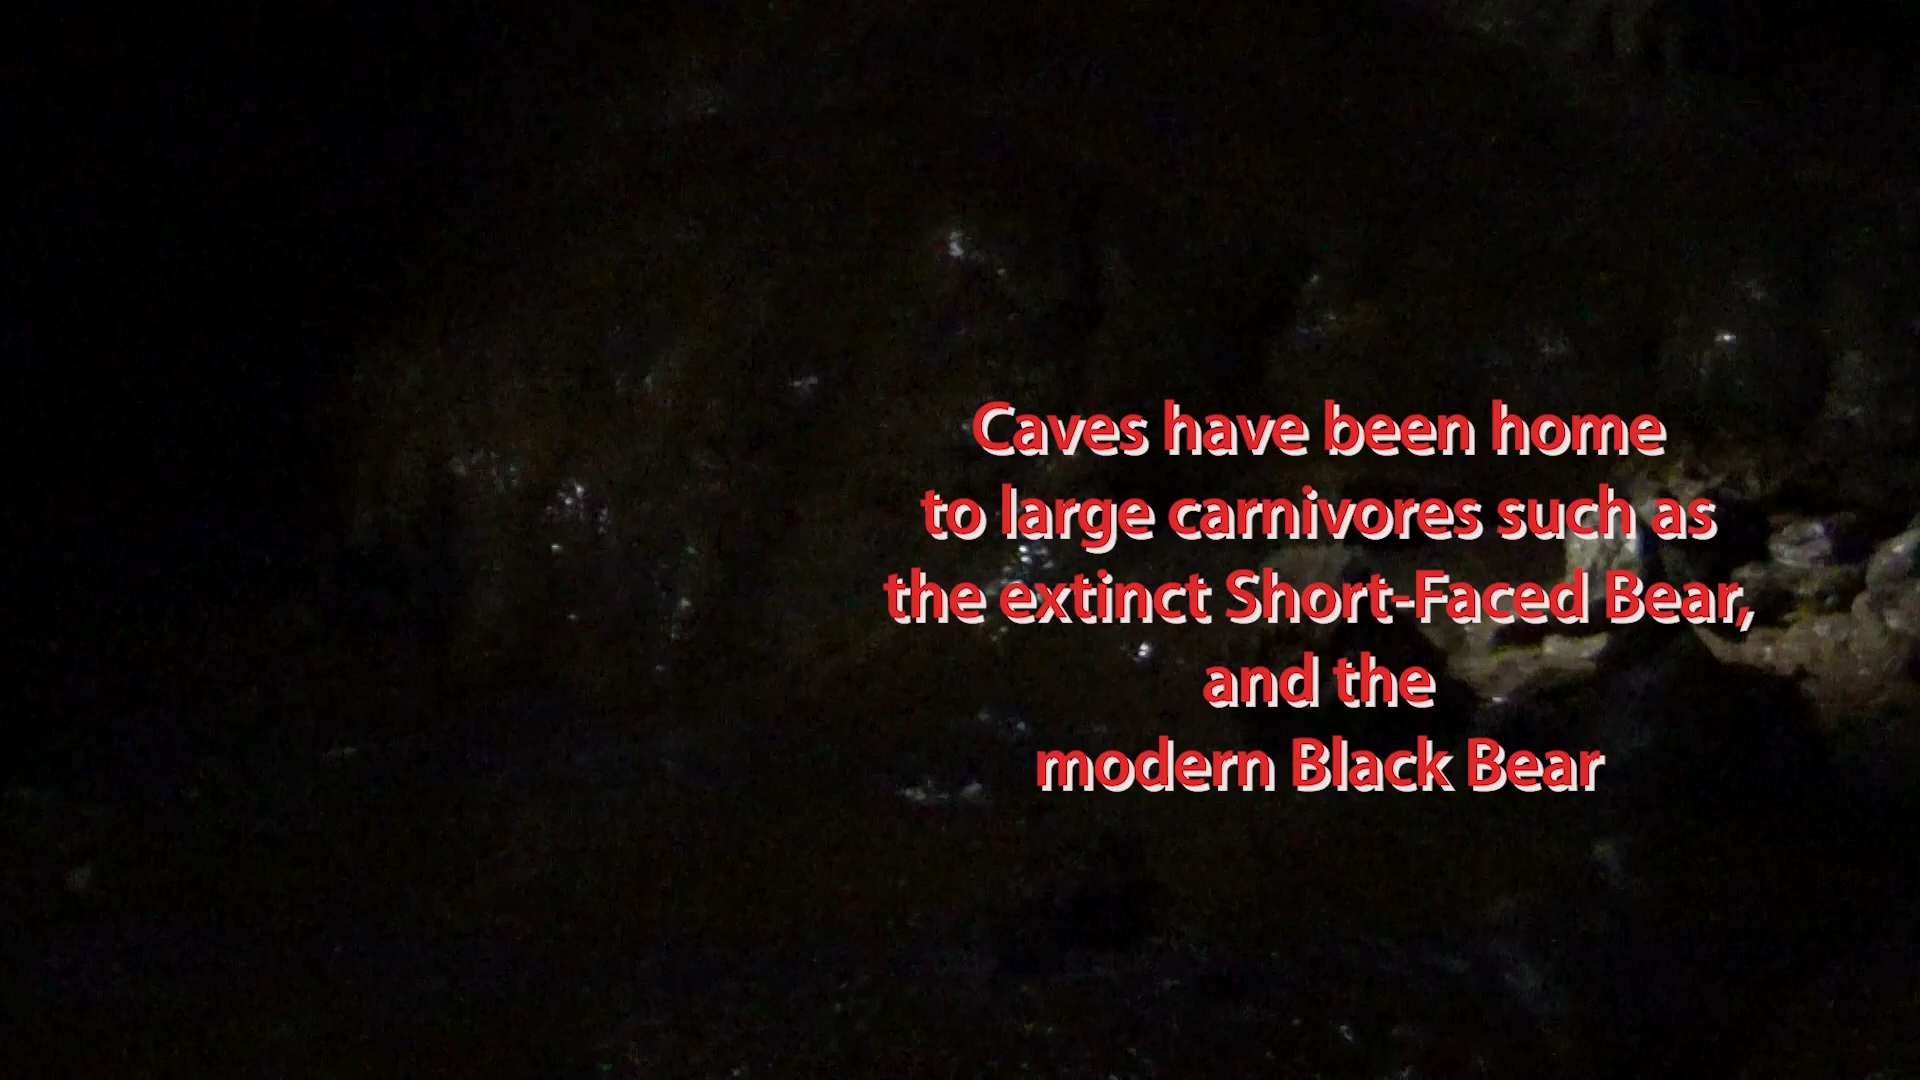 Caves have been home
to large carnivores such as
the extinct Short-Faced Bear,
and the
modern Black Bear